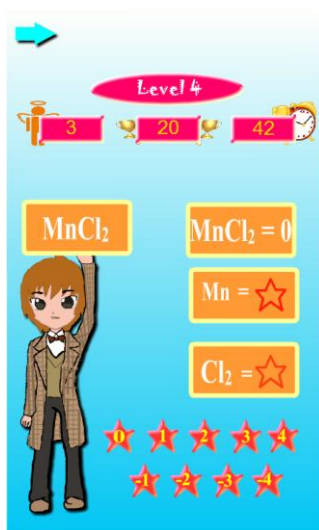 Level 4
3 20 42
MnCl₂ MnCl₂ = 0
Mn =
Cl₂ =
0 1 2 3 4
-1 -2 -3 -4